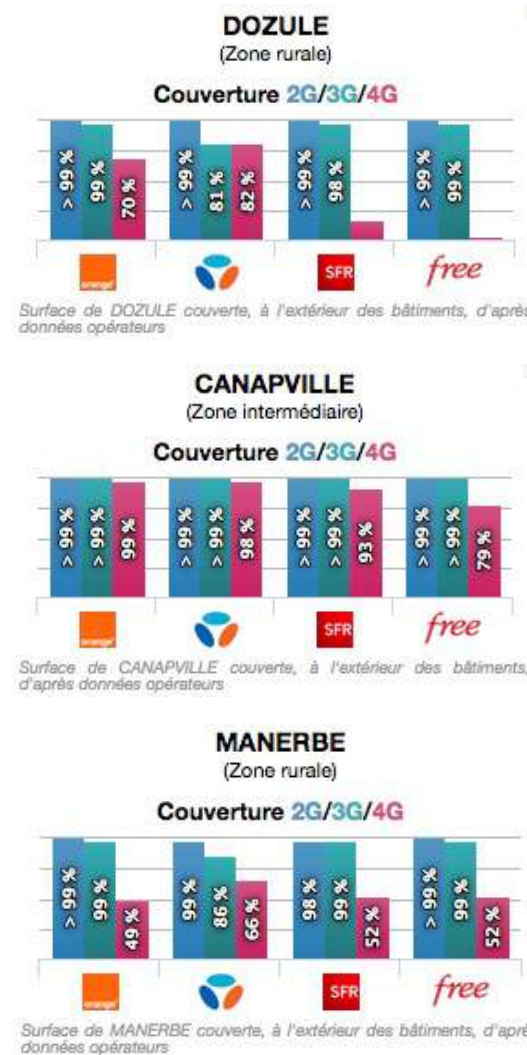 DOZULE
(Zone rurale)
Couverture 2G/3G/4G
> 99 % 99 % 70 % > 99 % 81 % 82 % > 99 % 98 % > 99 % 99 %
orange SFR free
Surface de DOZULE couverte, à l'extérieur des bâtiments, d'après
données opérateurs
CANAPVILLE
(Zone intermédiaire)
Couverture 2G/3G/4G
> 99 % > 99 % 99 % > 99 % > 99 % 98 % > 99 % > 99 % 93 % > 99 % > 99 % 79 %
orange SFR free
Surface de CANAPVILLE couverte, à l'extérieur des bâtiments,
d'après données opérateurs
MANERBE
(Zone rurale)
Couverture 2G/3G/4G
> 99 % 99 % 49 % 99 % 86 % 66 % 98 % 99 % 52 % > 99 % 99 % 52 %
orange SFR free
Surface de MANERBE couverte, à l'extérieur des bâtiments, d'après
données opérateurs